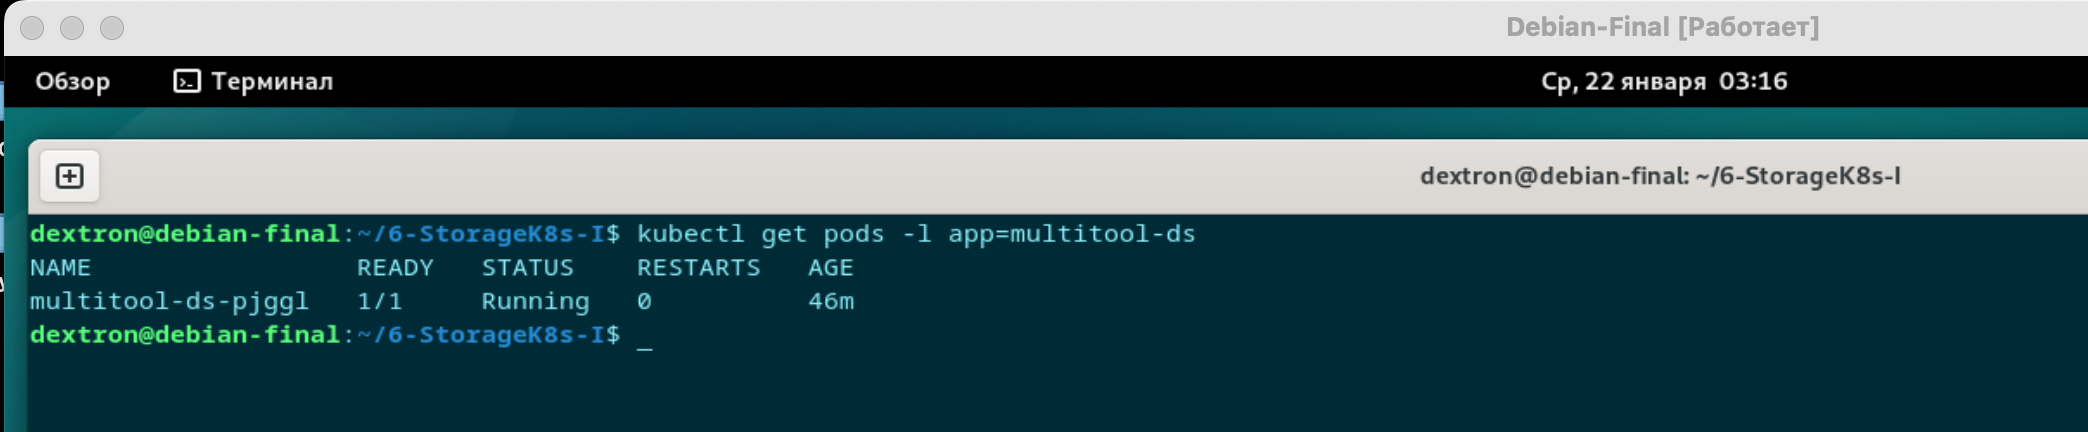 Debian-Final [Работает]
Обзор Терминал Ср, 22 января 03:16
dextron@debian-final: ~/6-StorageK8s-I
dextron@debian-final:~/6-StorageK8s-I$ kubectl get pods -l app=multitool-ds
NAME READY STATUS RESTARTS AGE
multitool-ds-pjggl 1/1 Running 0 46m
dextron@debian-final:~/6-StorageK8s-I$ _